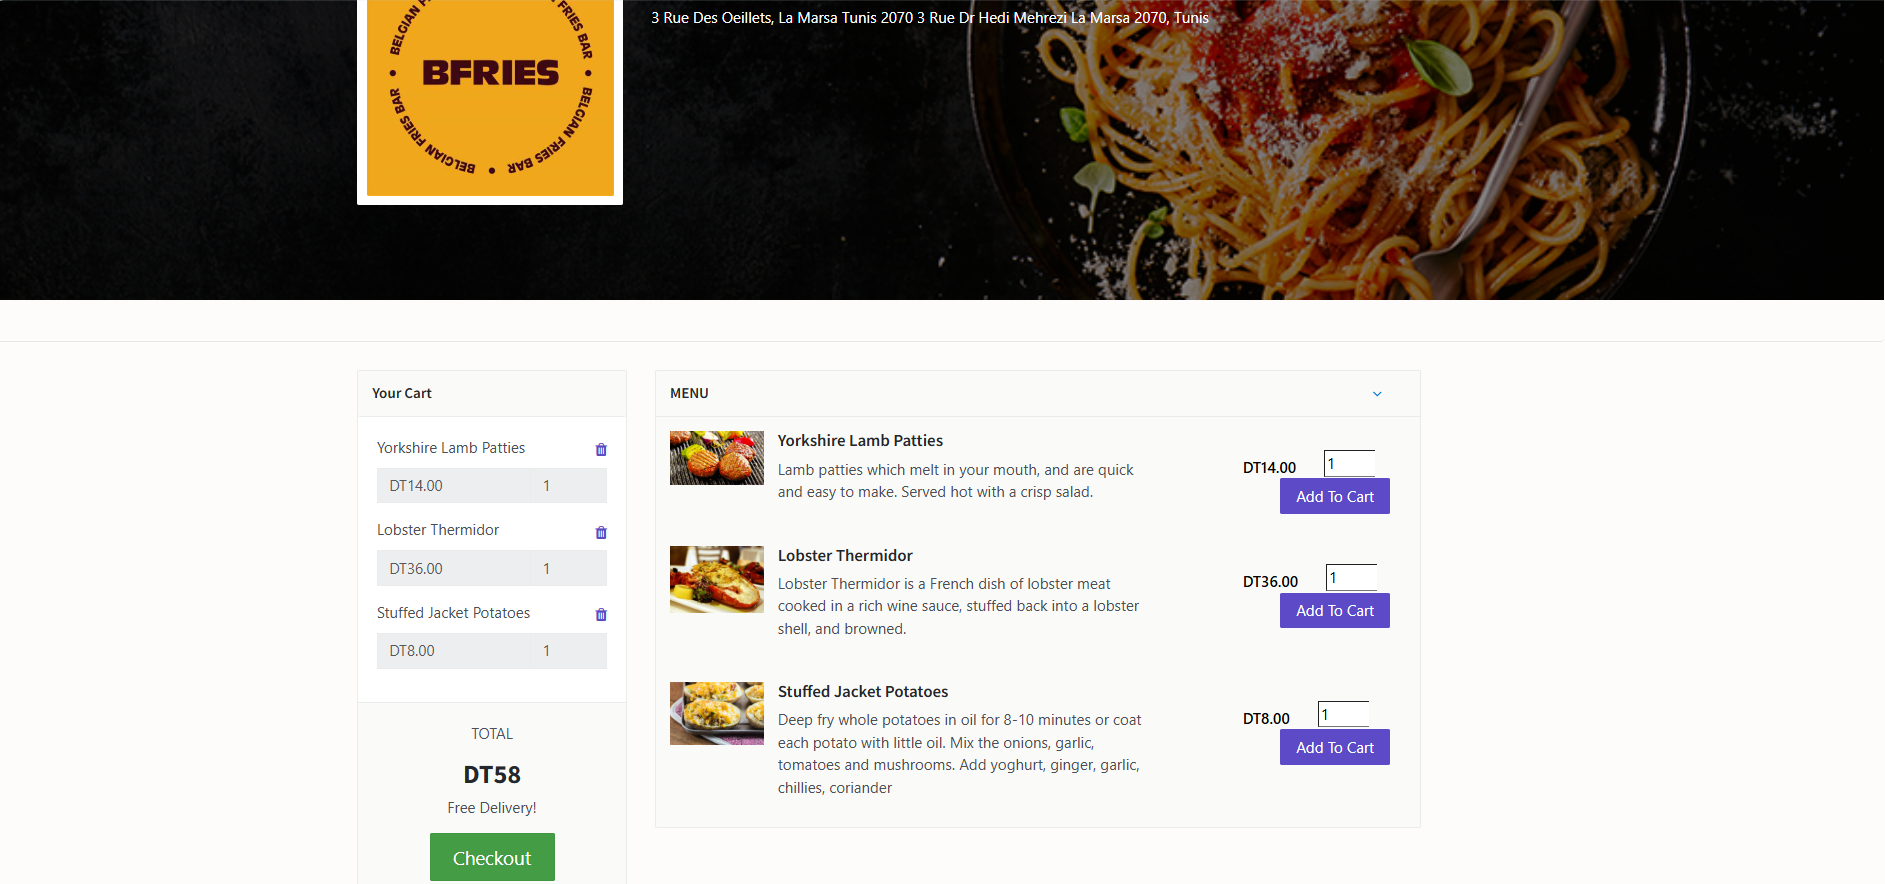 3 Rue Des Oeillets, La Marsa Tunis 2070 3 Rue Dr Hedi Mehrezi La Marsa 2070, Tunis
BELGIAN FRIES BAR
BFRIES
BELGIAN FRIES BAR
BELGIAN FRIES BAR
Your Cart
Yorkshire Lamb Patties
DT14.00 1
Lobster Thermidor
DT36.00 1
Stuffed Jacket Potatoes
DT8.00 1
TOTAL
DT58
Free Delivery!
Checkout
MENU
Yorkshire Lamb Patties
Lamb patties which melt in your mouth, and are quick
and easy to make. Served hot with a crisp salad.
DT14.00 1
Add To Cart
Lobster Thermidor
Lobster Thermidor is a French dish of lobster meat
cooked in a rich wine sauce, stuffed back into a lobster
shell, and browned.
DT36.00 1
Add To Cart
Stuffed Jacket Potatoes
Deep fry whole potatoes in oil for 8-10 minutes or coat
each potato with little oil. Mix the onions, garlic,
tomatoes and mushrooms. Add yoghurt, ginger, garlic,
chillies, coriander
DT8.00 1
Add To Cart